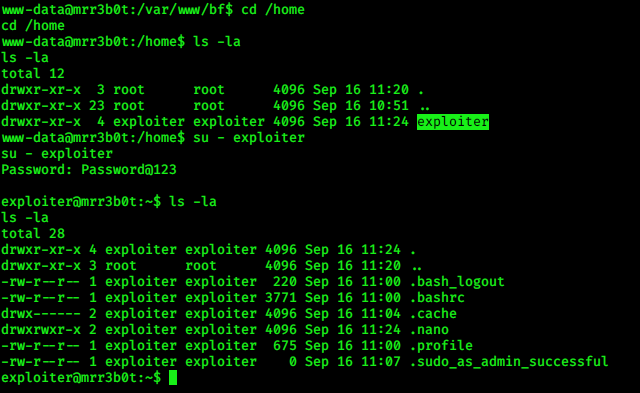 www-data@mrr3b0t:/var/www/bf$ cd /home
cd /home
www-data@mrr3b0t:/home$ ls -la
ls -la
total 12
drwxr-xr-x  3 root      root      4096 Sep 16 11:20 .
drwxr-xr-x 23 root      root      4096 Sep 16 10:51 ..
drwxr-xr-x  4 exploiter exploiter 4096 Sep 16 11:24 exploiter
www-data@mrr3b0t:/home$ su - exploiter
su - exploiter
Password: Password@123
exploiter@mrr3b0t:~$ ls -la
ls -la
total 28
drwxr-xr-x 4 exploiter exploiter 4096 Sep 16 11:24 .
drwxr-xr-x 3 root      root      4096 Sep 16 11:20 ..
-rw-r--r-- 1 exploiter exploiter  220 Sep 16 11:00 .bash_logout
-rw-r--r-- 1 exploiter exploiter 3771 Sep 16 11:00 .bashrc
drwx------ 2 exploiter exploiter 4096 Sep 16 11:04 .cache
drwxrwxr-x 2 exploiter exploiter 4096 Sep 16 11:24 .nano
-rw-r--r-- 1 exploiter exploiter  675 Sep 16 11:00 .profile
-rw-r--r-- 1 exploiter exploiter    0 Sep 16 11:07 .sudo_as_admin_successful
exploiter@mrr3b0t:~$